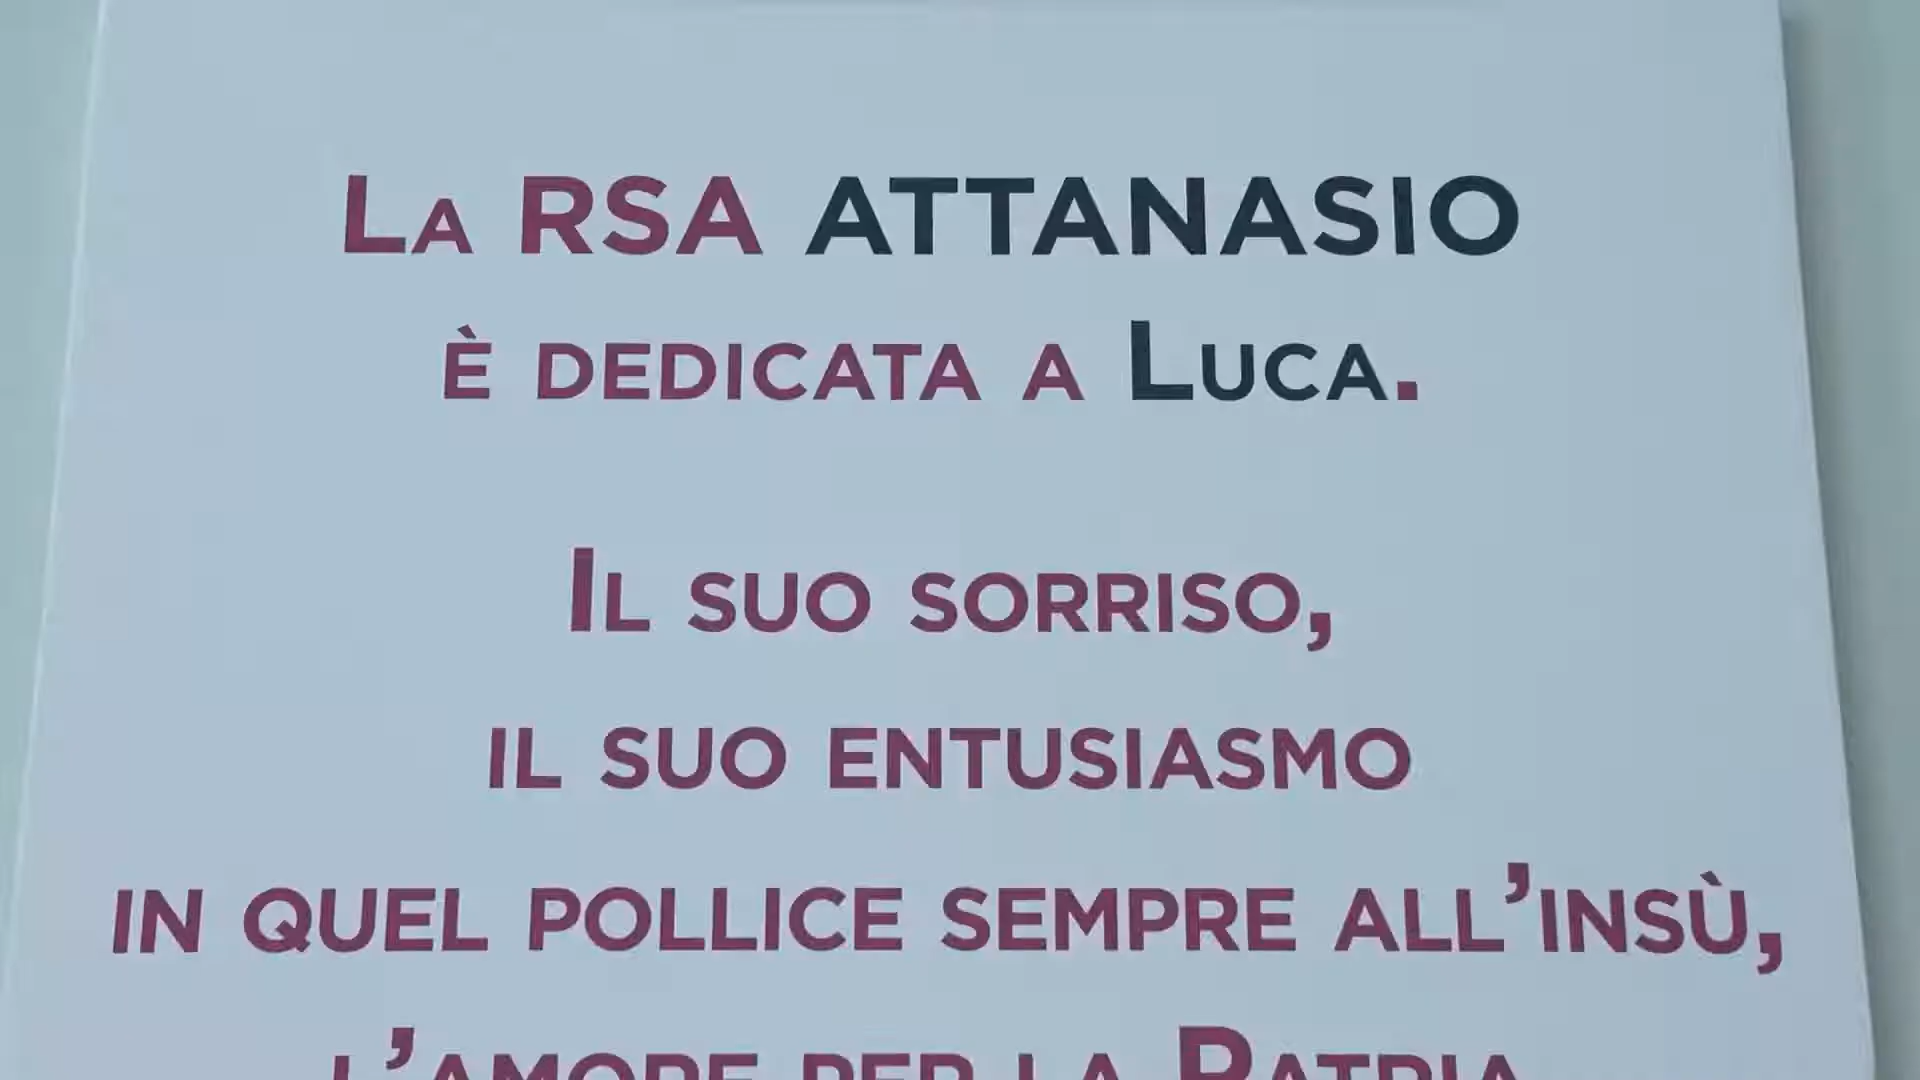 La RSA ATTANASIO
è dedicata a Luca.
Il suo sorriso,
il suo entusiasmo
in quel pollice sempre all'insù,
l'amore per la Patria